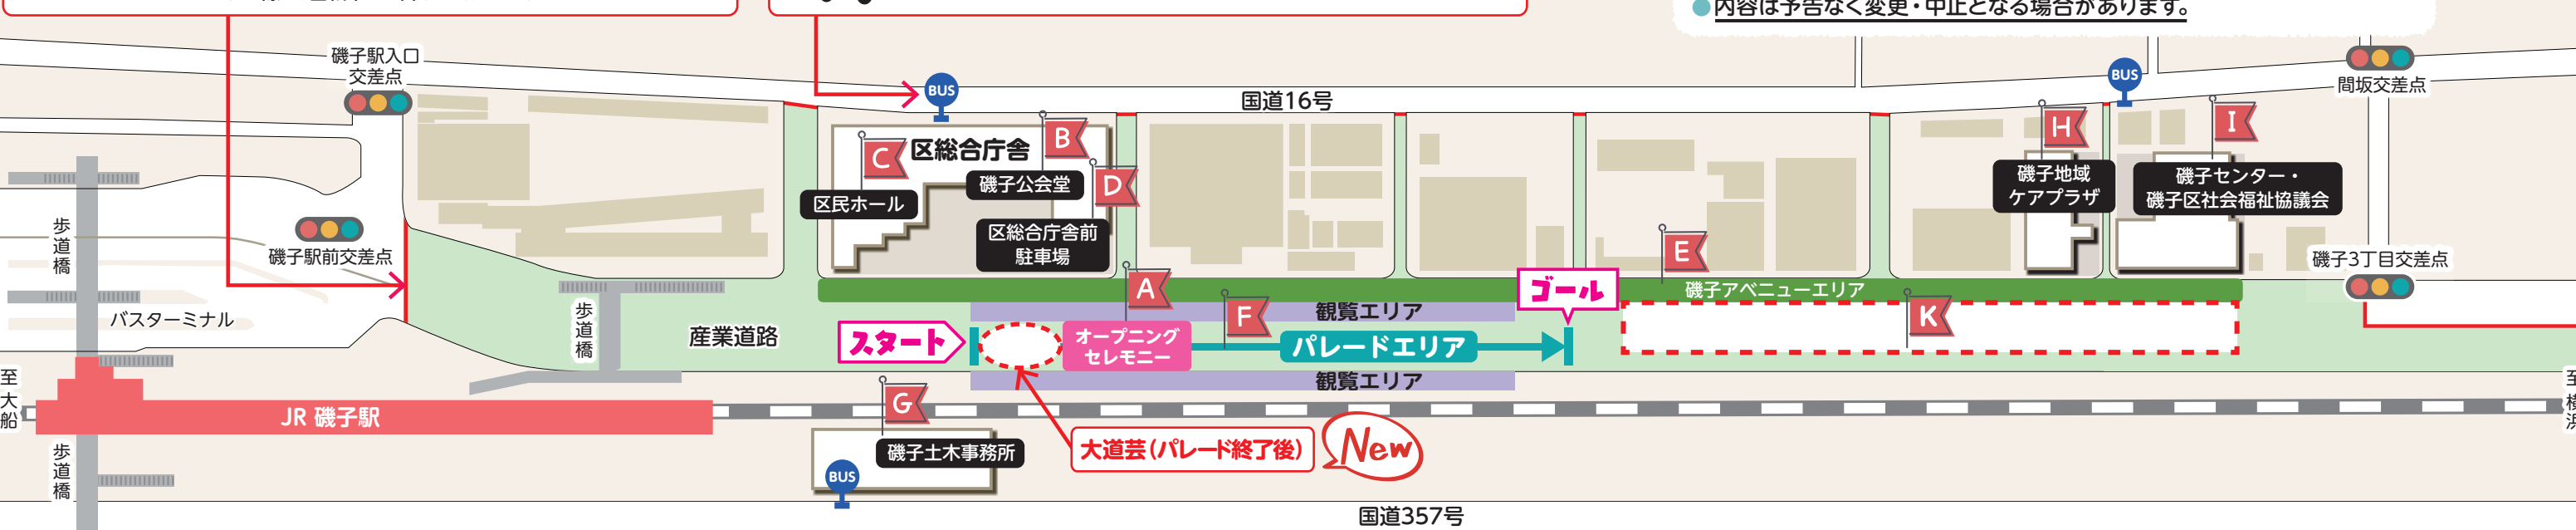 内容は予告なく変更・中止となる場合があります。
磯子駅入口
交差点
BUS
国道16号
BUS
間坂交差点
C
区総合庁舎
B
D
H
I
区民ホール
磯子公会堂
区総合庁舎前
駐車場
磯子地域
ケアプラザ
磯子センター・
磯子区社会福祉協議会
歩道橋
磯子駅前交差点
E
磯子3丁目交差点
バスターミナル
歩道橋
産業道路
A
F
ゴール
磯子アベニューエリア
K
観覧エリア
スタート
オープニング
セレモニー
パレードエリア
観覧エリア
至大船
JR 磯子駅
G
磯子土木事務所
大道芸(パレード終了後)
New
至横浜
歩道橋
BUS
国道357号